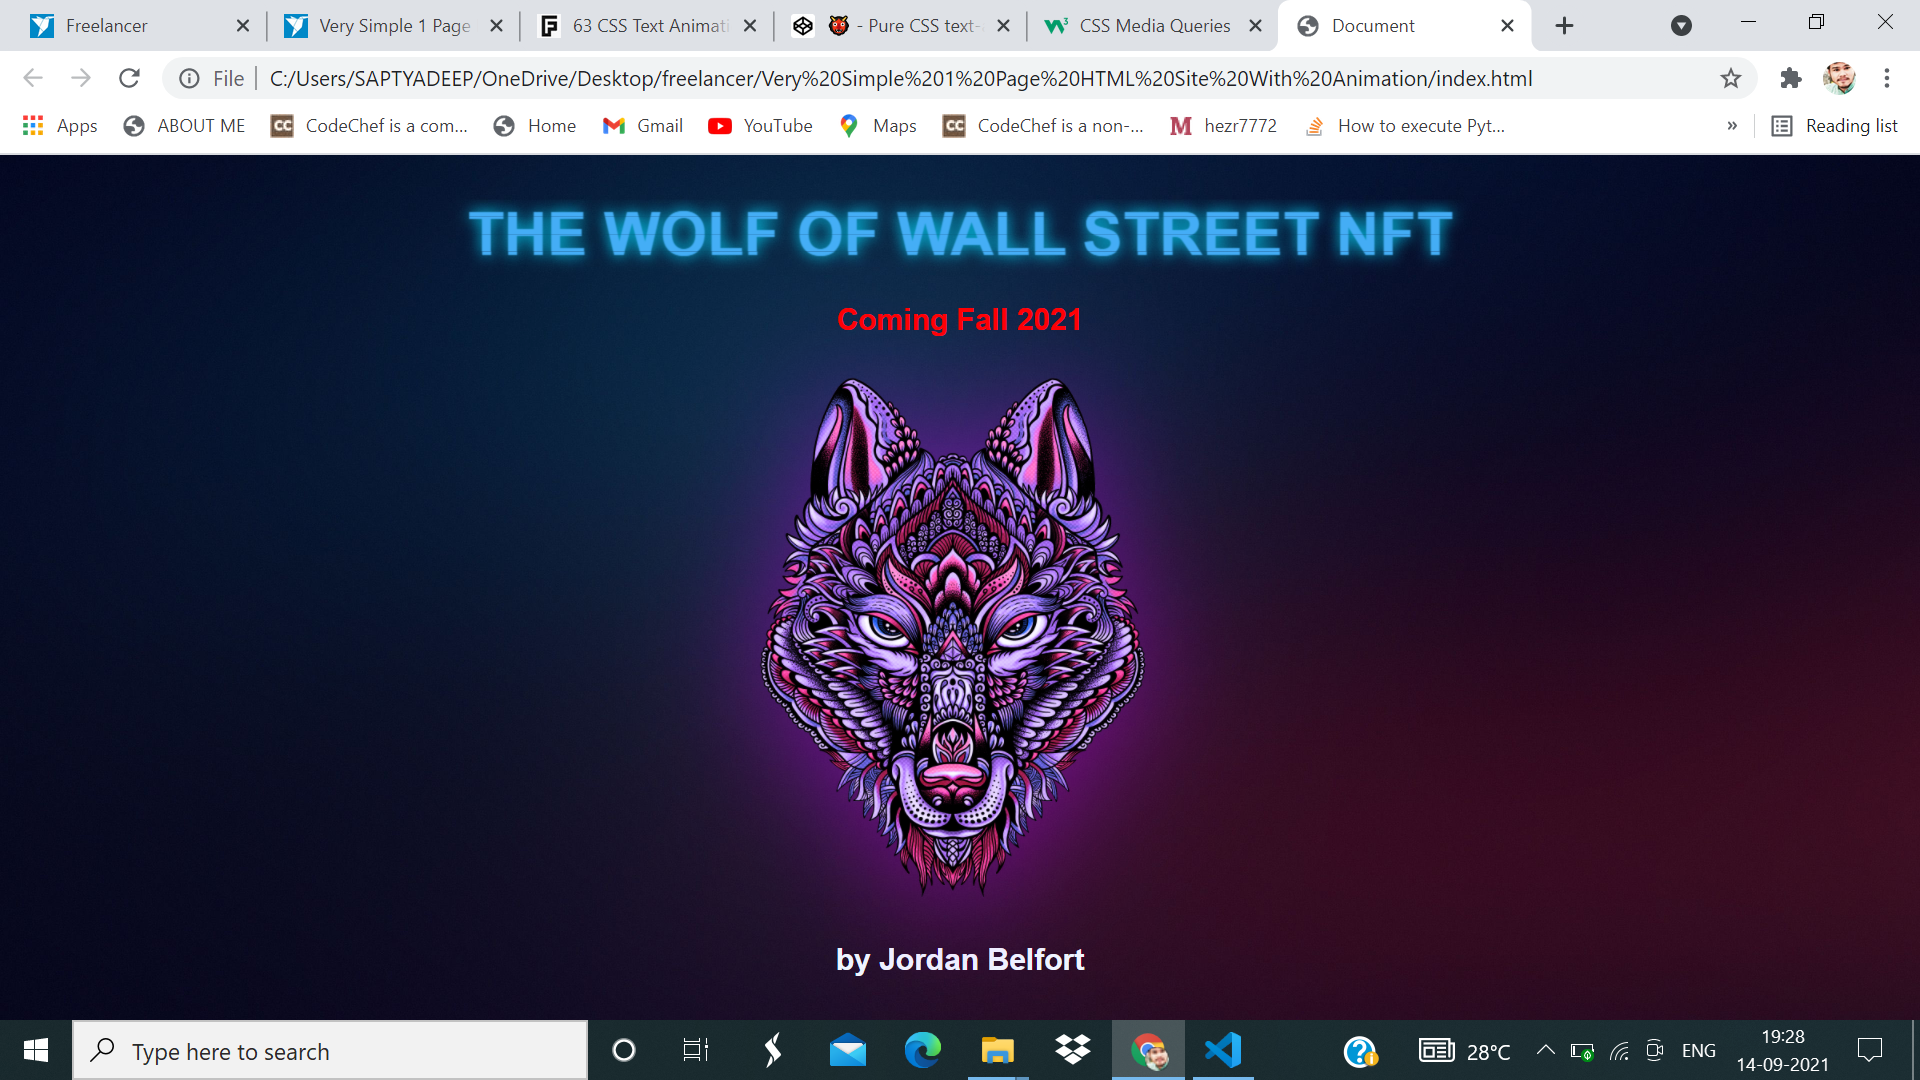 Freelancer
Very Simple 1 Page
63 CSS Text Animati
- Pure CSS text-
CSS Media Queries
Document
File
C:/Users/SAPTYADEEP/OneDrive/Desktop/freelancer/Very%20Simple%201%20Page%20HTML%20Site%20With%20Animation/index.html
Apps
ABOUT ME
CodeChef is a com...
Home
Gmail
YouTube
Maps
CodeChef is a non-...
hezr7772
How to execute Pyt...
»
Reading list
THE WOLF OF WALL STREET NFT
Coming Fall 2021
by Jordan Belfort
Type here to search
28°C
ENG
19:28
14-09-2021